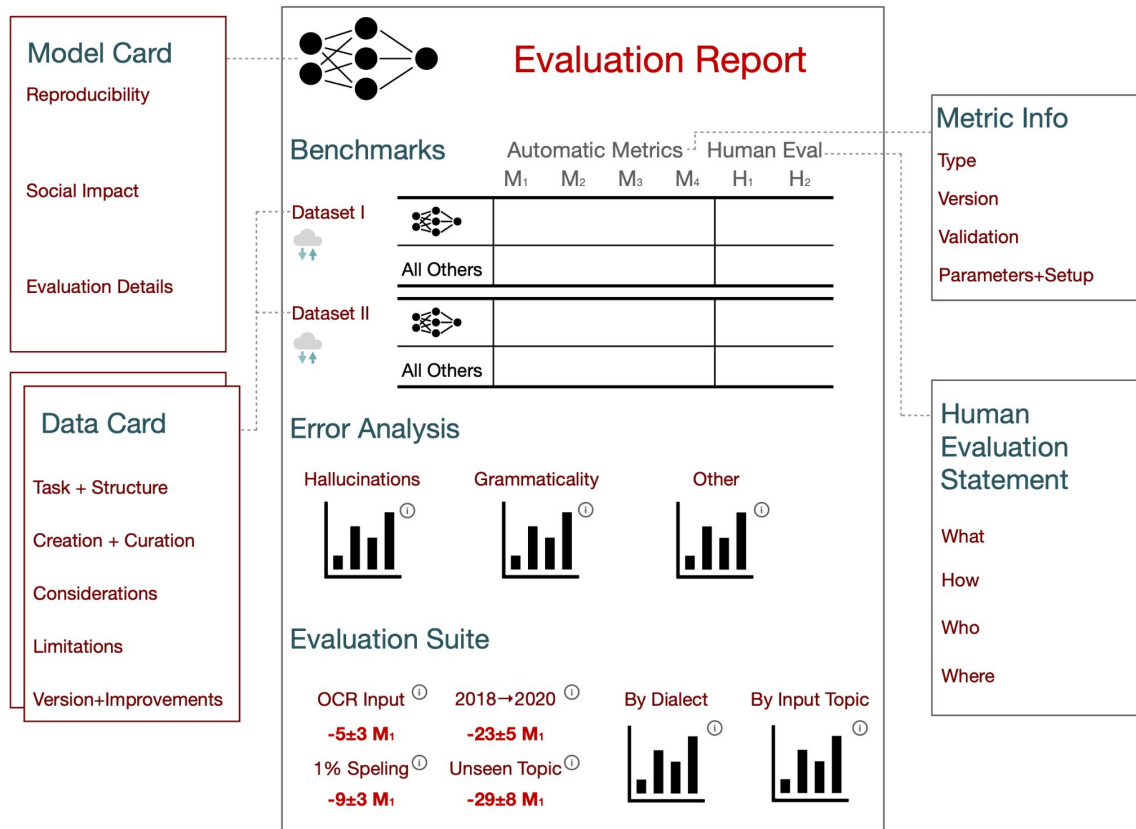 Model Card
Reproducibility
Social Impact
Evaluation Details
Data Card
Task + Structure
Creation + Curation
Considerations
Limitations
Version+Improvements
Evaluation Report
Benchmarks
Automatic Metrics Human Eval
M₁ M₂ M₃ M₄ H₁ H₂
Dataset I
All Others
Dataset II
All Others
Error Analysis
Hallucinations Grammaticality Other
i i i
Evaluation Suite
OCR Input i 2018→2020 i By Dialect i By Input Topic i
-5±3 M₁ -23±5 M₁
1% Speling i Unseen Topic i
-9±3 M₁ -29±8 M₁
Metric Info
Type
Version
Validation
Parameters+Setup
Human
Evaluation
Statement
What
How
Who
Where